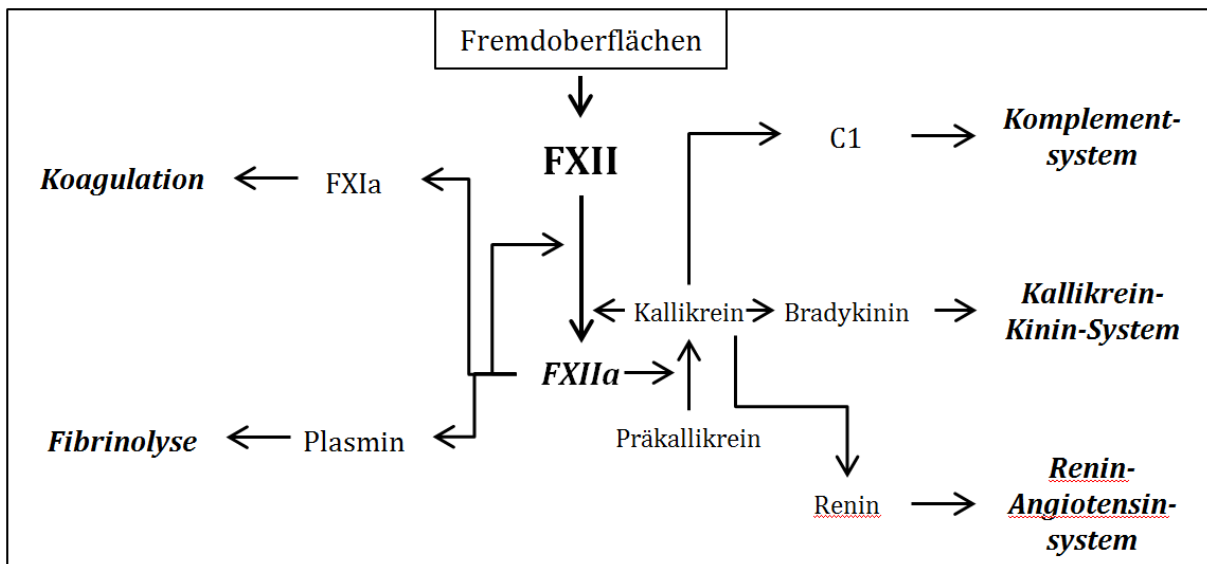 Fremdoberflächen
FXII
C1
Komplement-
system
Koagulation
FXIa
Kallikrein
Bradykinin
Kallikrein-
Kinin-System
FXIIa
Fibrinolyse
Plasmin
Präkallikrein
Renin
Renin-
Angiotensin-
system